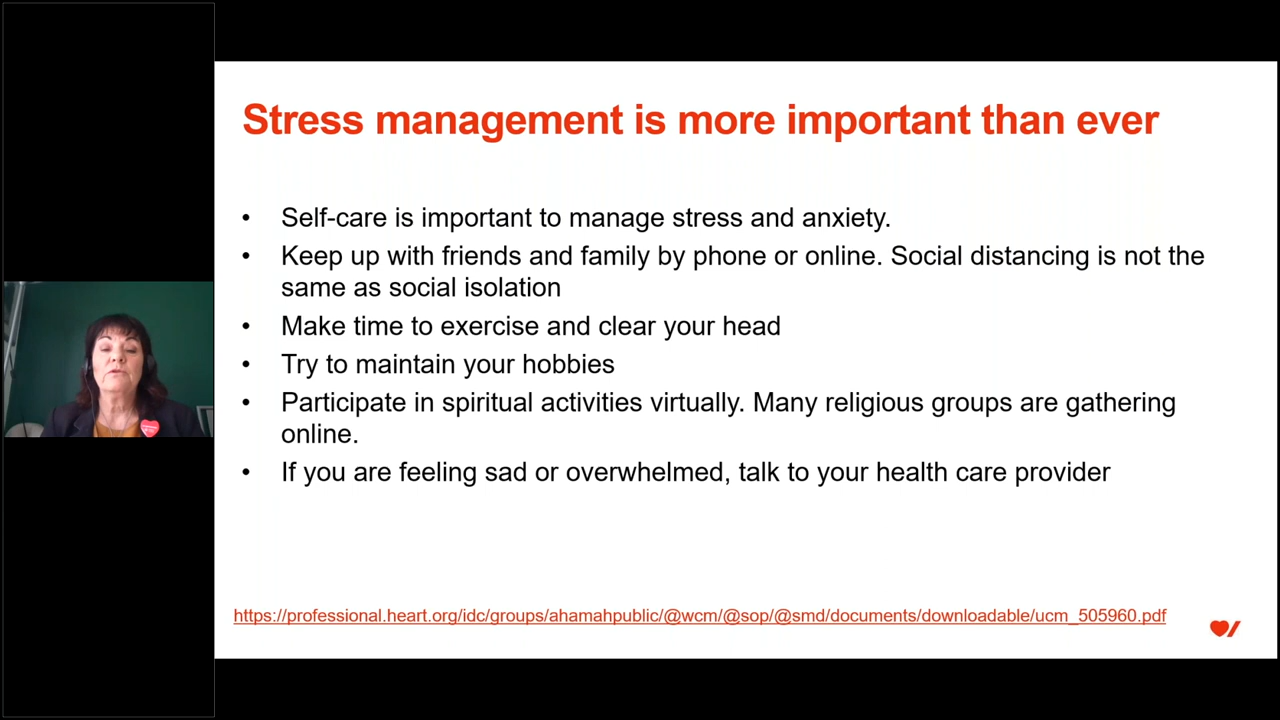 Stress management is more important than ever
• Self-care is important to manage stress and anxiety.
• Keep up with friends and family by phone or online. Social distancing is not the
same as social isolation
• Make time to exercise and clear your head
• Try to maintain your hobbies
• Participate in spiritual activities virtually. Many religious groups are gathering
online.
• If you are feeling sad or overwhelmed, talk to your health care provider
https://professional.heart.org/idc/groups/ahamahpublic/@wcm/@sop/@smd/documents/downloadable/ucm_505960.pdf